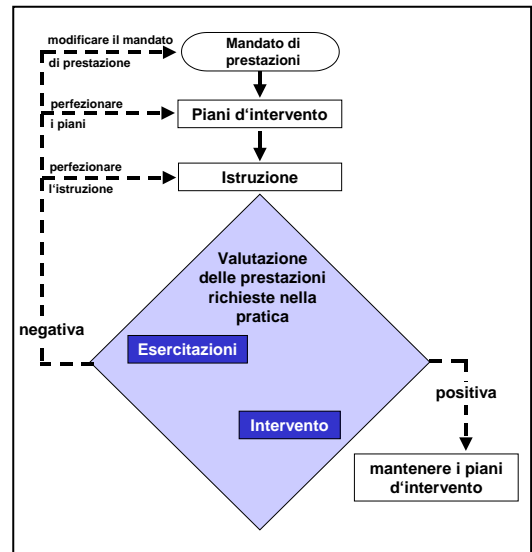 modificare il mandato
di prestazione
Mandato di
prestazioni
perfezionare
i piani
Piani d'intervento
perfezionare
l'istruzione
Istruzione
Valutazione
delle prestazioni
richieste nella
pratica
negativa
Esercitazioni
positiva
Intervento
mantenere i piani
d'intervento